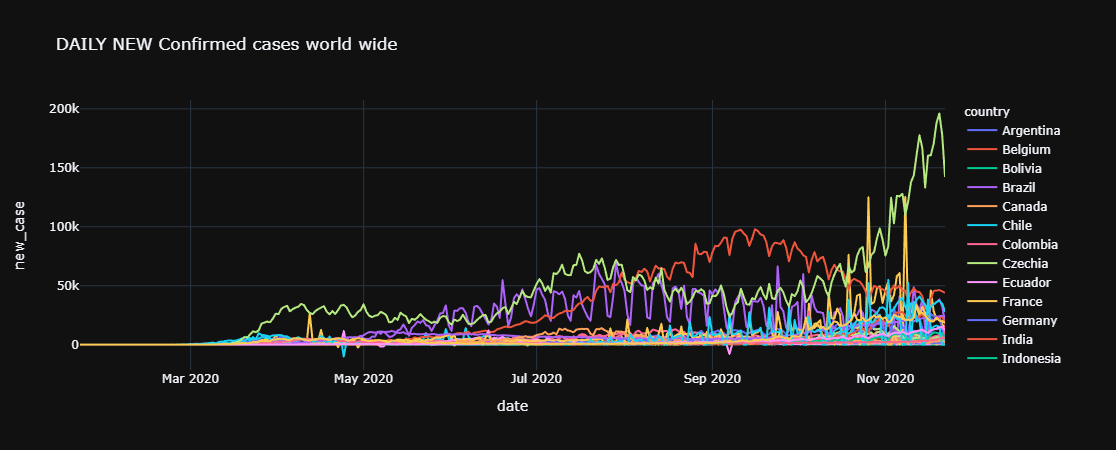 DAILY NEW Confirmed cases world wide
200k
150k
100k
50k
0
new_case
Mar 2020
May 2020
Jul 2020
Sep 2020
Nov 2020
date
country
Argentina
Belgium
Bolivia
Brazil
Canada
Chile
Colombia
Czechia
Ecuador
France
Germany
India
Indonesia